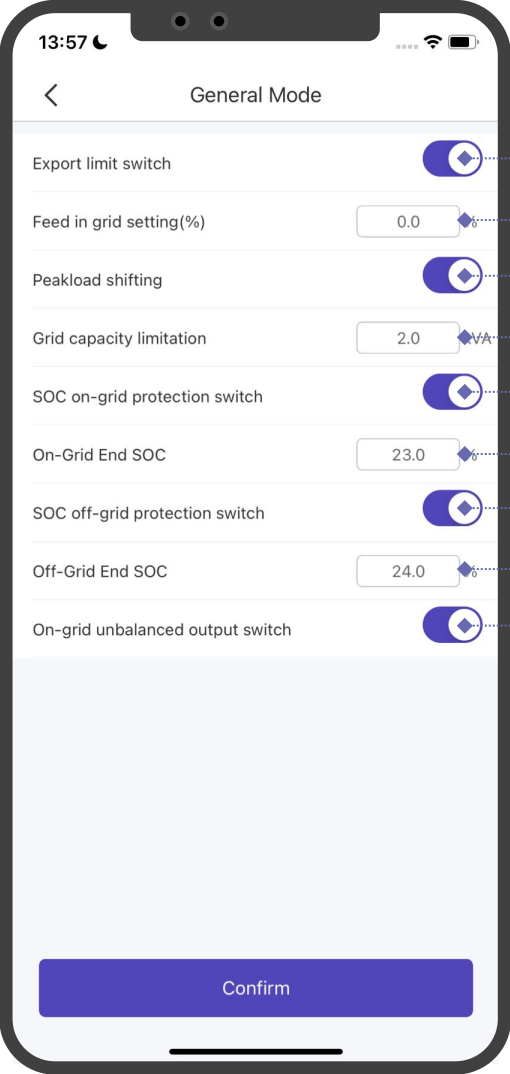 13:57
General Mode
Export limit switch
Feed in grid setting(%)
0.0 %
Peakload shifting
Grid capacity limitation
2.0 kVA
SOC on-grid protection switch
On-Grid End SOC
23.0 %
SOC off-grid protection switch
Off-Grid End SOC
24.0 %
On-grid unbalanced output switch
Confirm